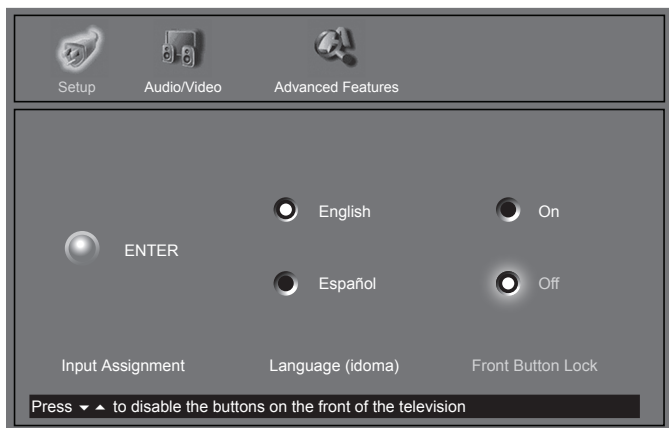 Setup Audio/Video Advanced Features
English On
ENTER
Español Off
Input Assignment Language (idoma) Front Button Lock
Press ▼ ▲ to disable the buttons on the front of the television